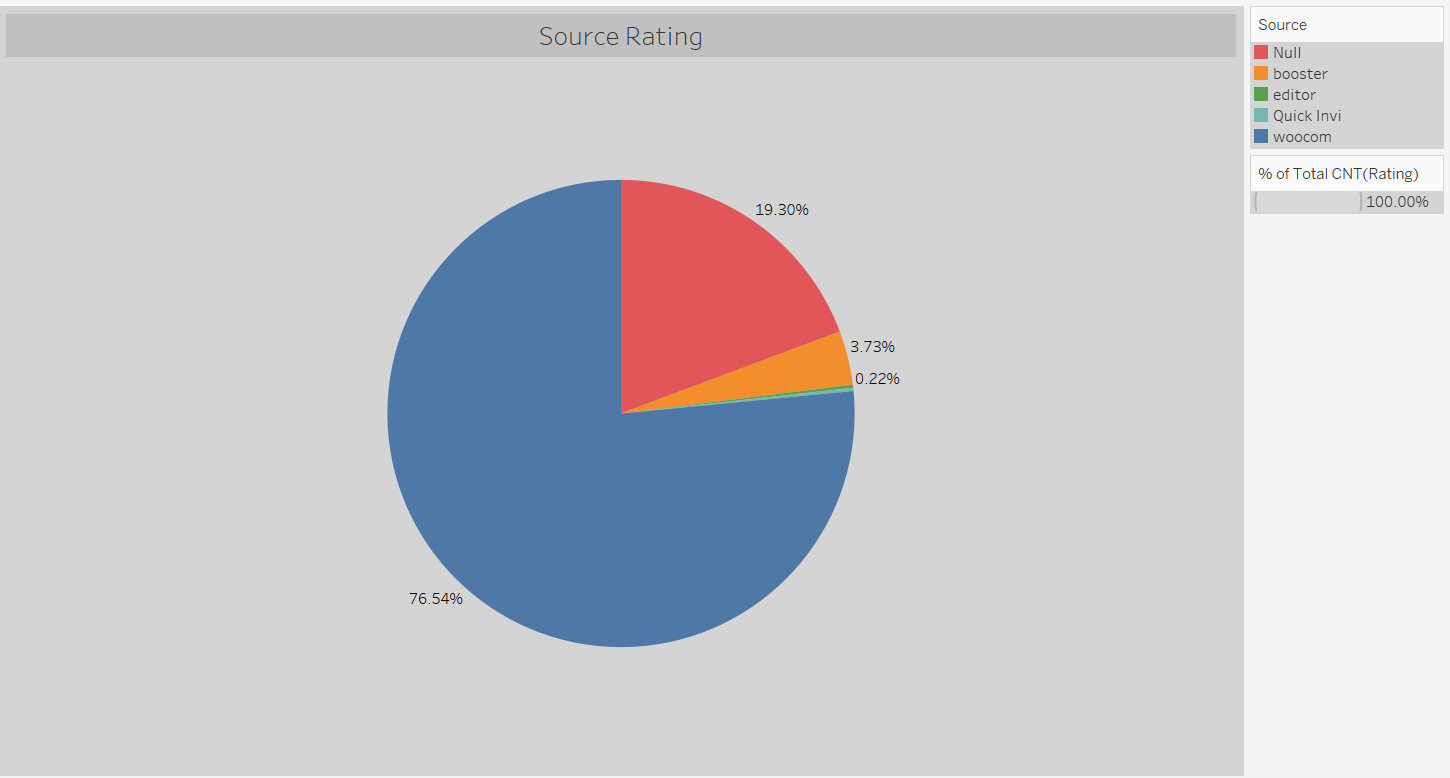 Source Rating
19.30%
3.73%
0.22%
76.54%
Source
Null
booster
editor
Quick Invi
woocom
% of Total CNT(Rating)
100.00%